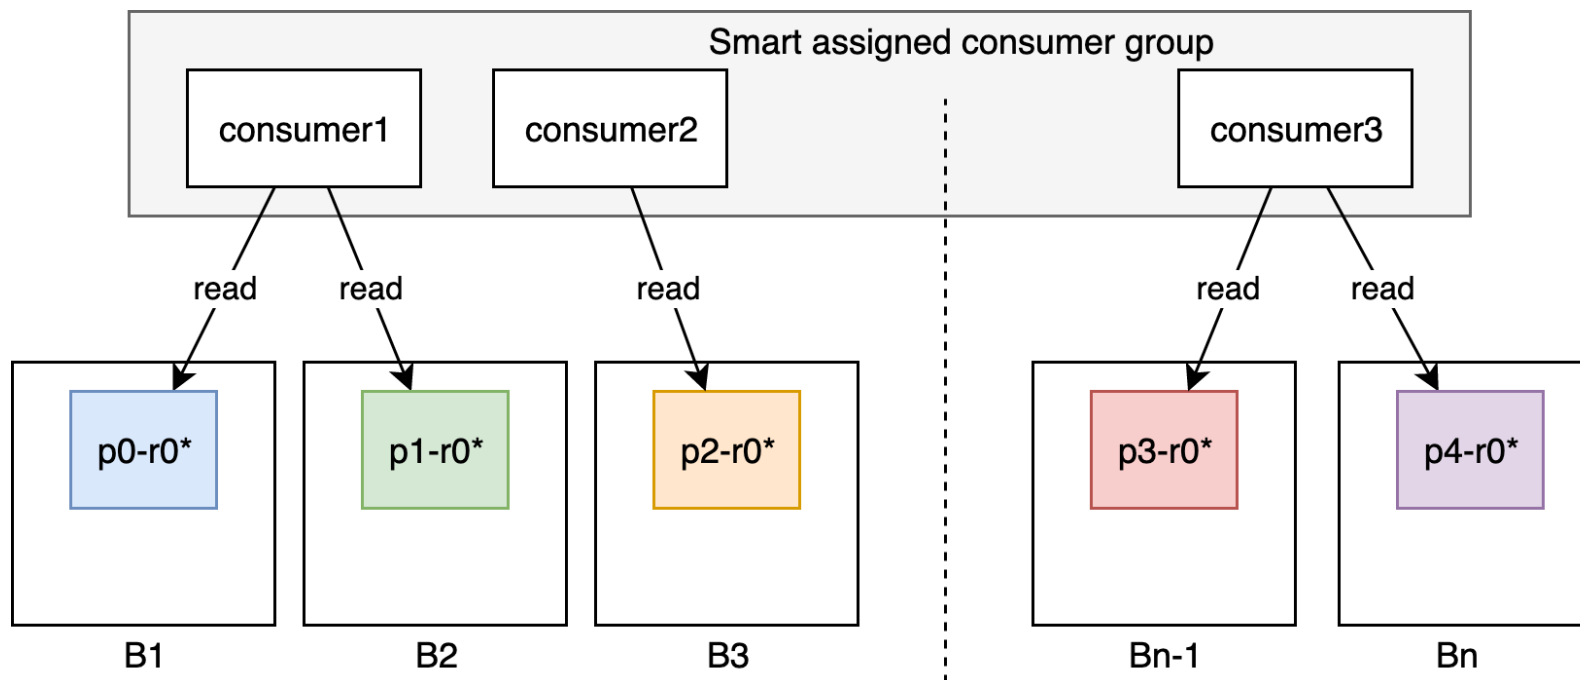 Smart assigned consumer group
consumer1
consumer2
consumer3
read
read
read
read
read
p0-r0*
p1-r0*
p2-r0*
p3-r0*
p4-r0*
B1
B2
B3
Bn-1
Bn